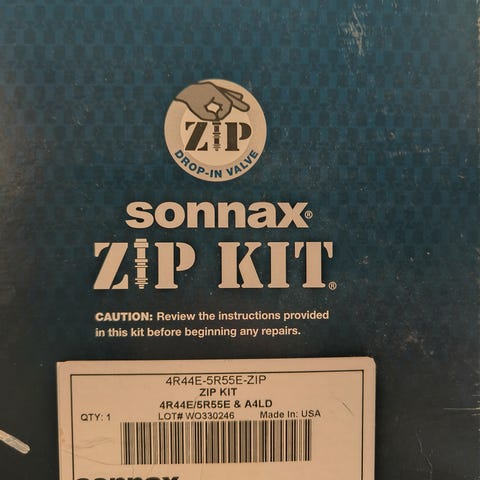 ZIP
DROP-IN VALVE
sonnax®
ZIP KIT®
CAUTION: Review the instructions provided
in this kit before beginning any repairs.
4R44E-5R55E-ZIP
ZIP KIT
4R44E/5R55E & A4LD
QTY: 1 LOT# WO330246 Made In: USA
sonnax